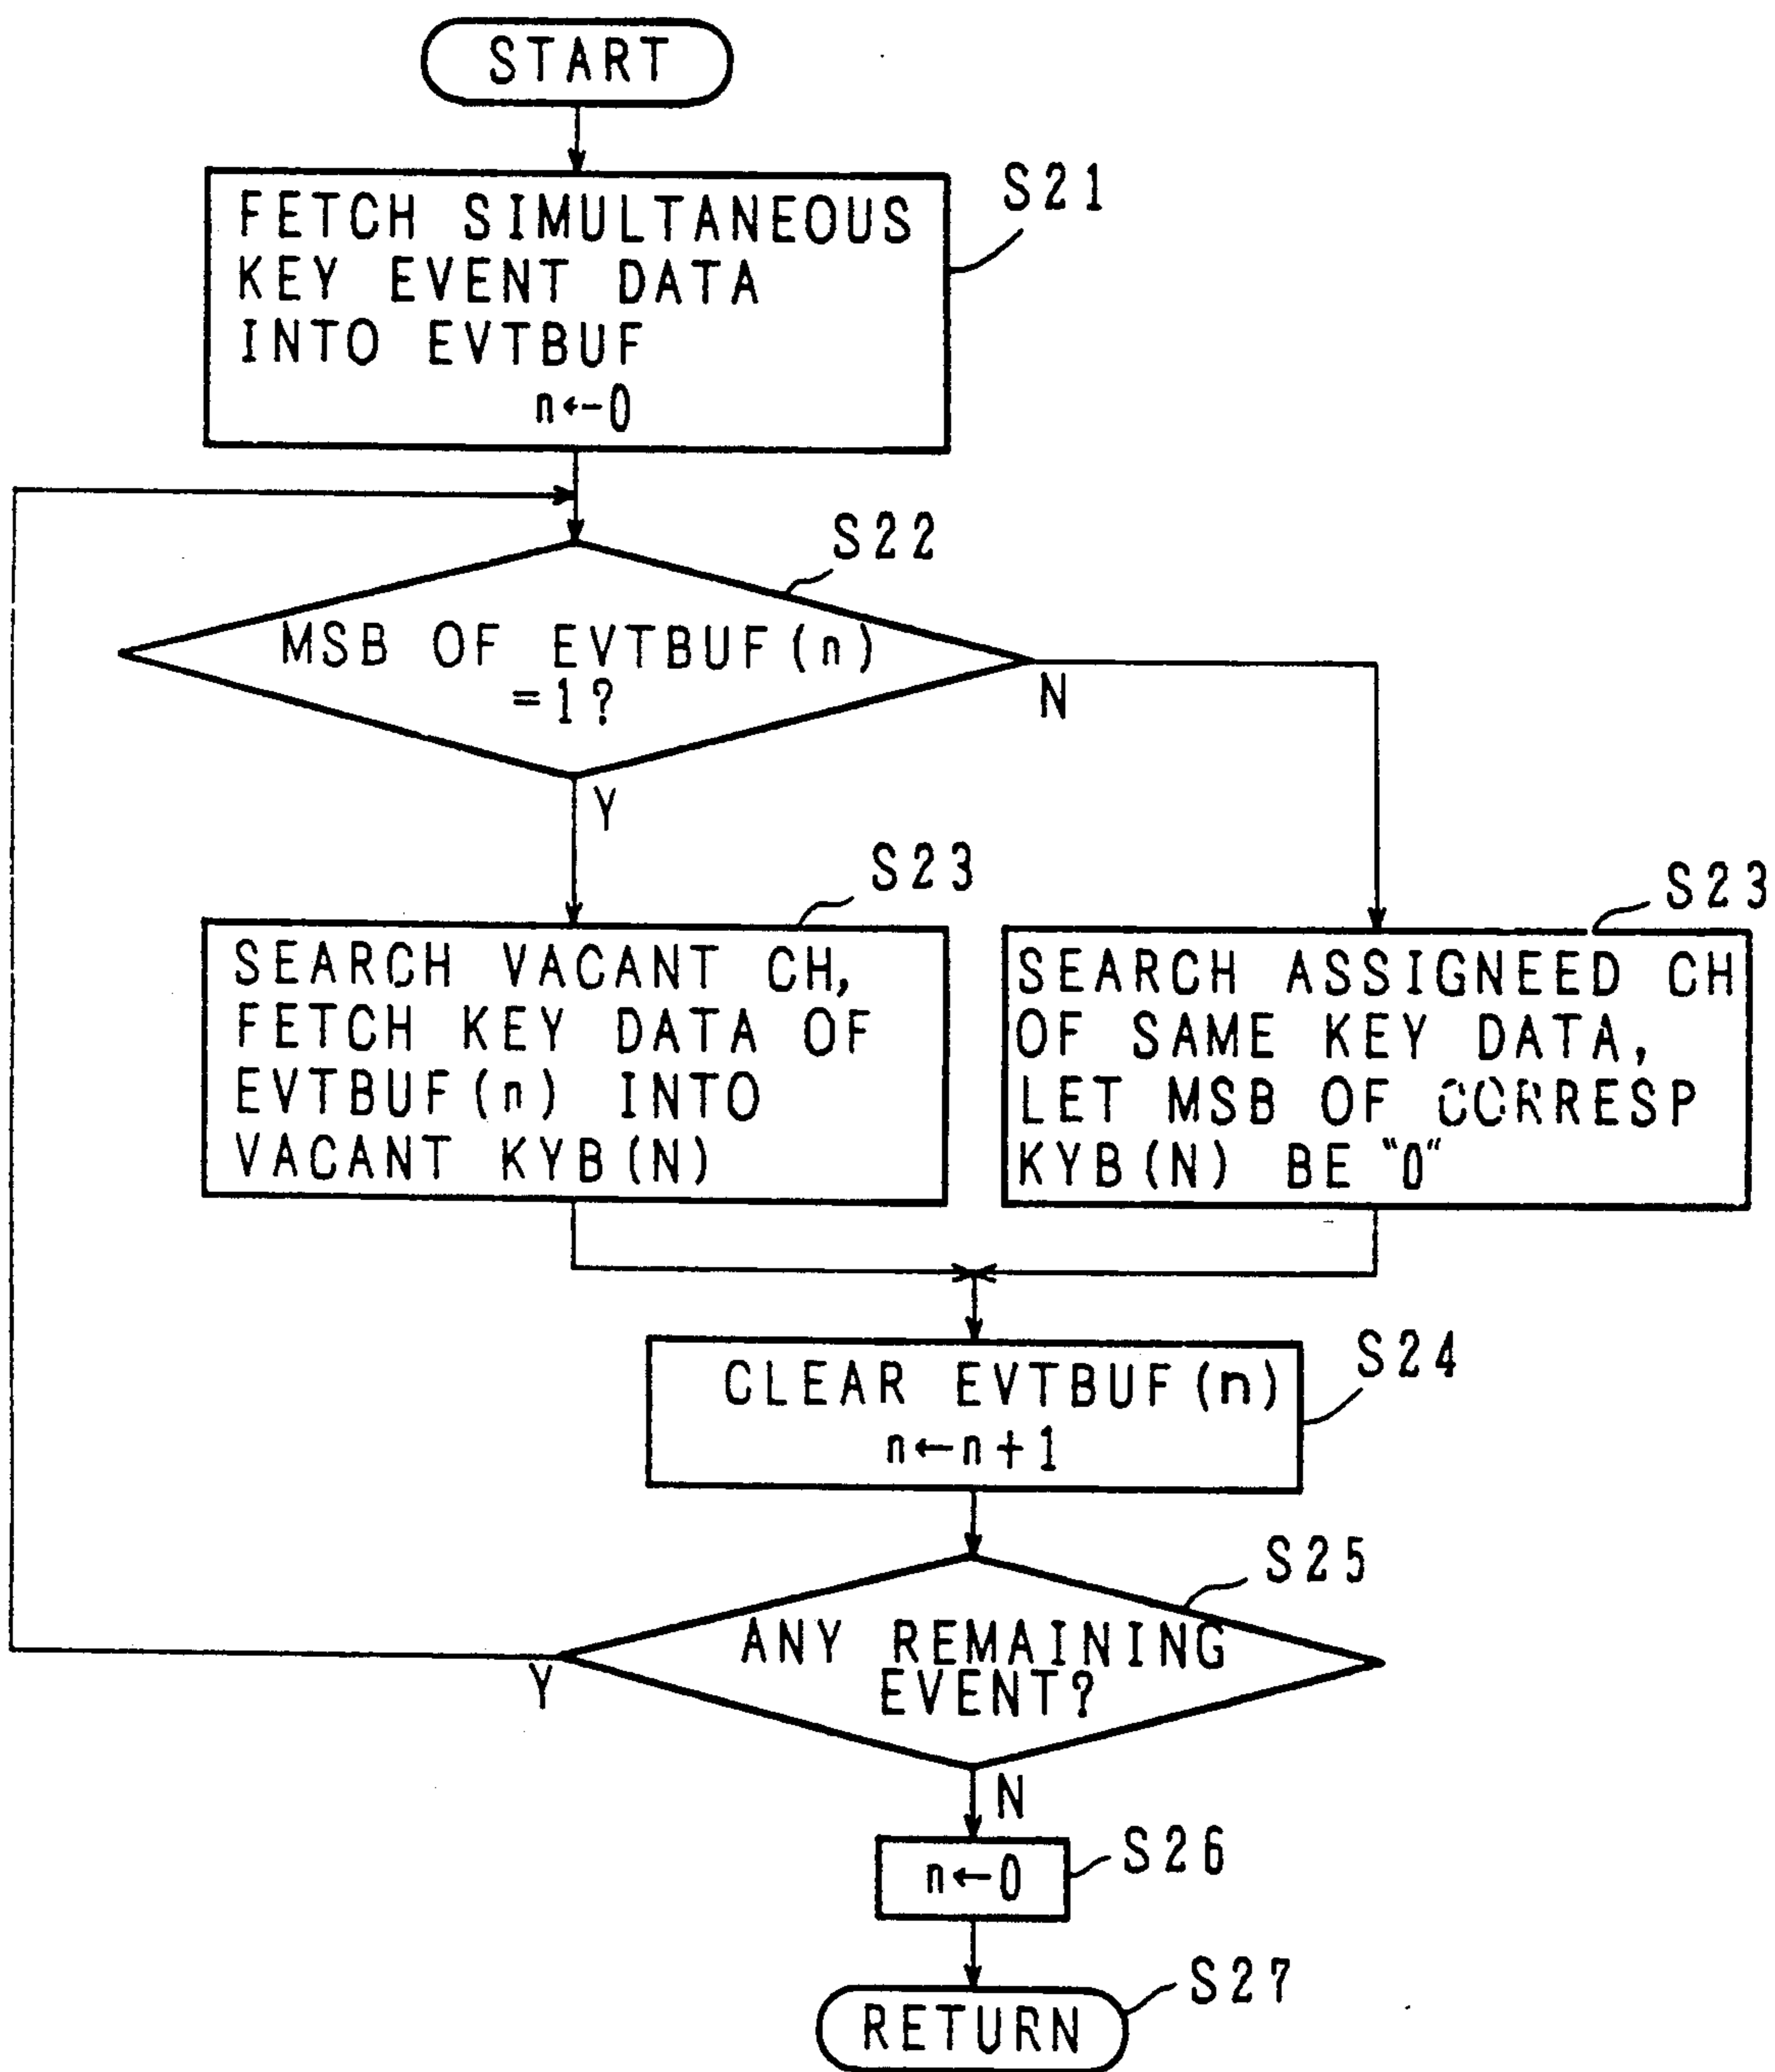 START
S21
FETCH SIMULTANEOUS
KEY EVENT DATA
INTO EVTBUF
n←0
S22
MSB OF EVTBUF(n)
=1?
N
Y
S23
SEARCH VACANT CH,
FETCH KEY DATA OF
EVTBUF(n) INTO
VACANT KYB(N)
S23
SEARCH ASSIGNEED CH
OF SAME KEY DATA,
LET MSB OF CORRESP
KYB(N) BE "0"
S24
CLEAR EVTBUF(n)
n←n+1
S25
ANY REMAINING
EVENT?
Y
N
S26
n←0
S27
RETURN